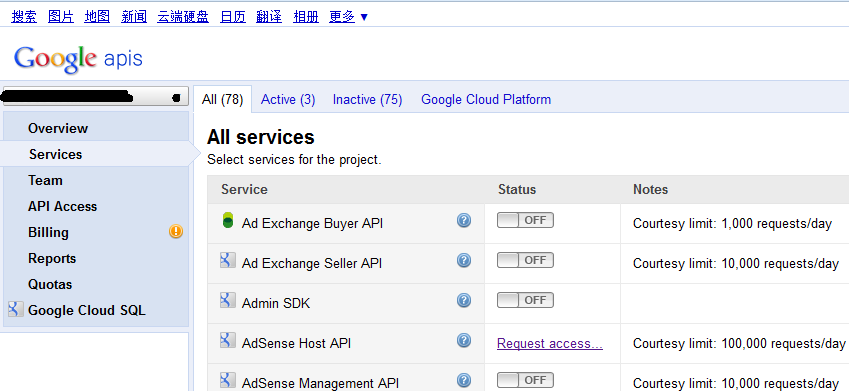 搜索 图片 地图 新闻 云端硬盘 日历 翻译 相册 更多 ▼
Google apis
All (78) Active (3) Inactive (75) Google Cloud Platform
Overview
Services
Team
API Access
Billing
Reports
Quotas
Google Cloud SQL
All services
Select services for the project.
Service Status Notes
Ad Exchange Buyer API ? OFF Courtesy limit: 1,000 requests/day
Ad Exchange Seller API ? OFF Courtesy limit: 10,000 requests/day
Admin SDK ? OFF
AdSense Host API ? Request access... Courtesy limit: 100,000 requests/day
AdSense Management API ? OFF Courtesy limit: 10,000 requests/day